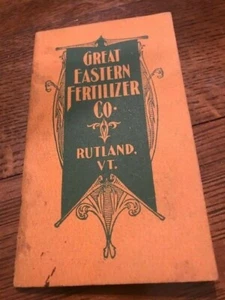 GREAT
EASTERN
FERTILIZER
CO.
RUTLAND,
VT.